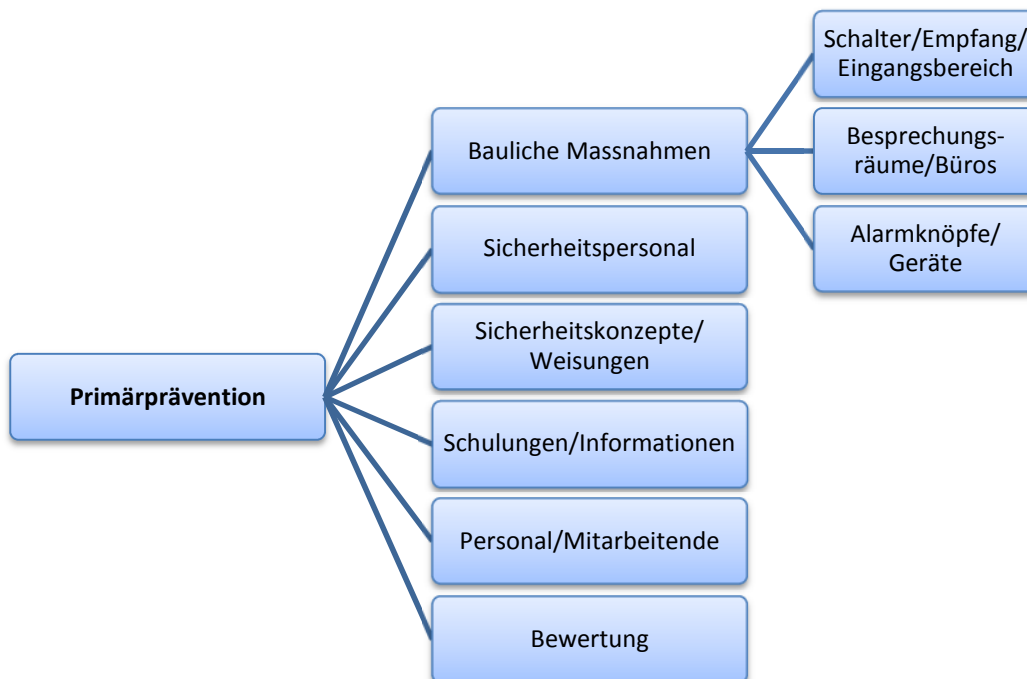 Primärprävention
Bauliche Massnahmen
Schalter/Empfang/
Eingangsbereich
Besprechungs-
räume/Büros
Alarmknöpfe/
Geräte
Sicherheitspersonal
Sicherheitskonzepte/
Weisungen
Schulungen/Informationen
Personal/Mitarbeitende
Bewertung